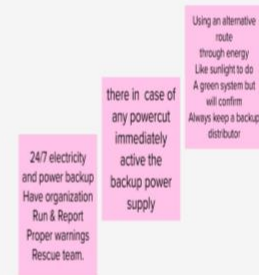 Using an alternative
route
through energy
Like sunlight to do
A green system but
will confirm
Always keep a backup
distributor
there in case of
any powercut
immediately
active the
backup power
supply
24/7 electricity
and power backup
Have organization
Run & Report
Proper warnings
Rescue team.